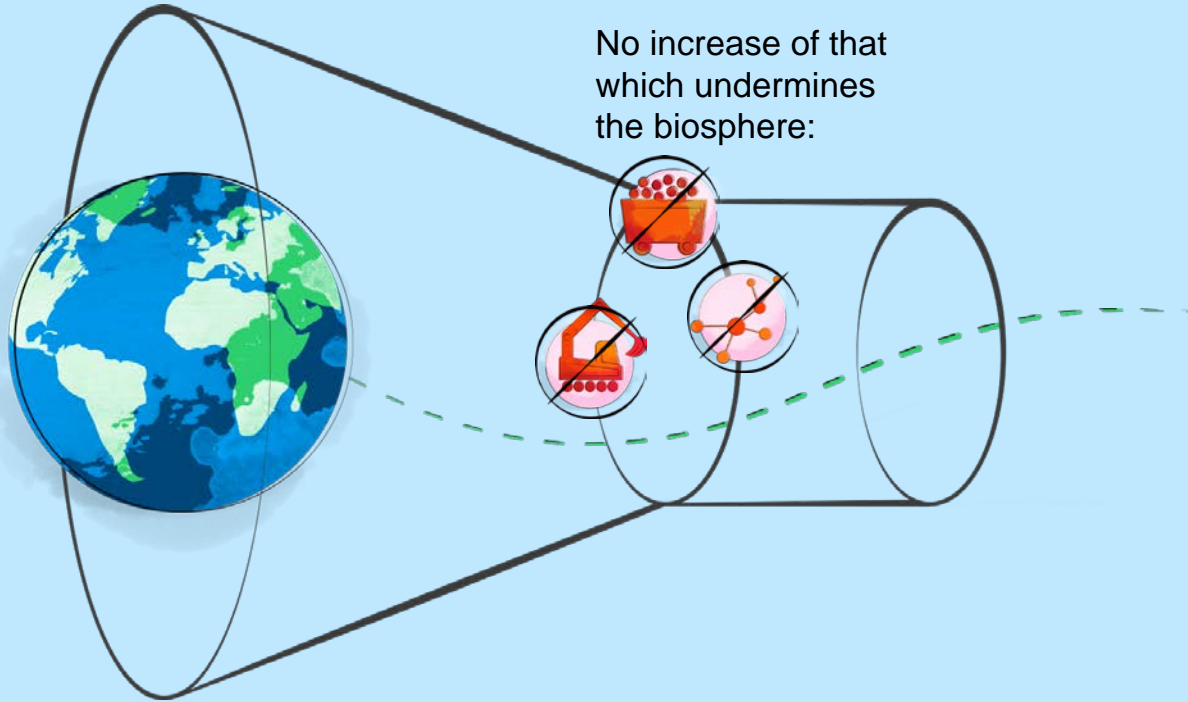 No increase of that
which undermines
the biosphere: